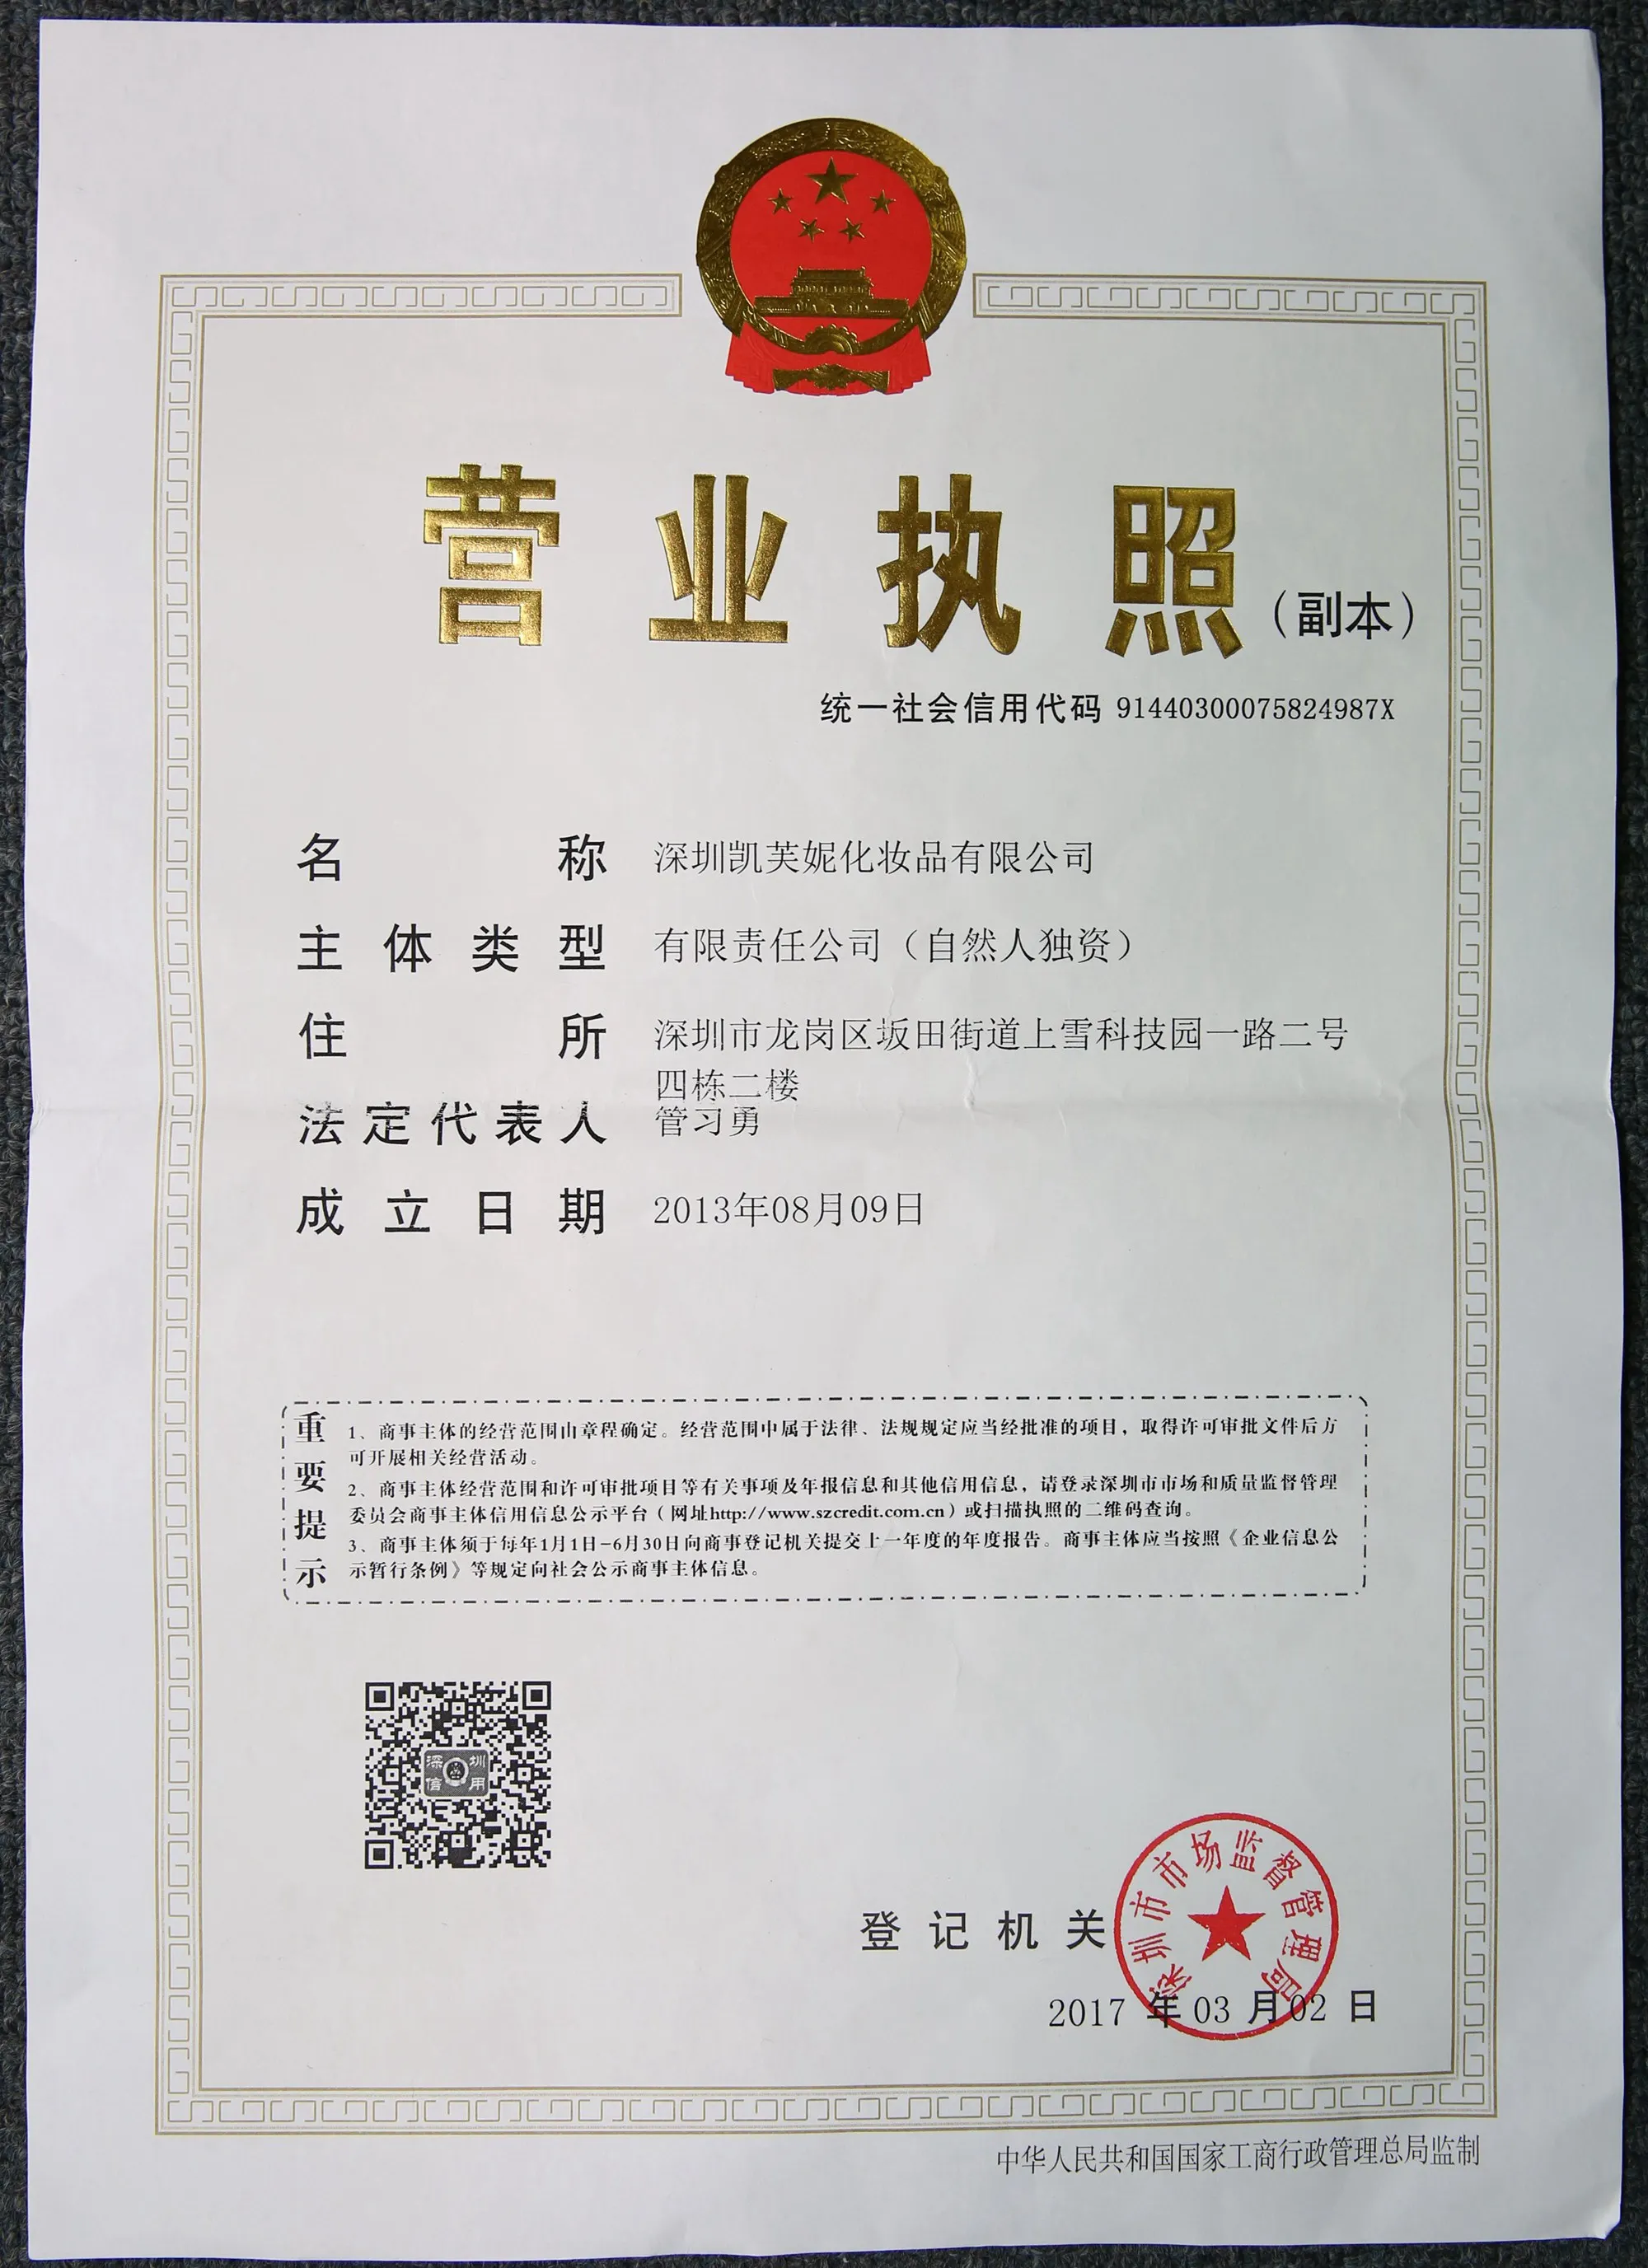 营业执照（副本）
统一社会信用代码 91440300075824987X
名称 深圳凯芙妮化妆品有限公司
主体类型 有限责任公司（自然人独资）
住所 深圳市龙岗区坂田街道上雪科技园一路二号
四栋二楼
法定代表人 管习勇
成立日期 2013年08月09日
重要提示
1、商事主体的经营范围由章程确定。经营范围中属于法律、法规规定应当经批准的项目，取得许可审批文件后方
可开展相关经营活动。
2、商事主体经营范围和许可审批项目等有关事项及年报信息和其他信用信息，请登录深圳市市场和质量监督管理
委员会商事主体信用信息公示平台（网址http://www.szcredit.com.cn）或扫描执照的二维码查询。
3、商事主体须于每年1月1日-6月30日向商事登记机关提交上一年度的年度报告。商事主体应当按照《企业信息公
示暂行条例》等规定向社会公示商事主体信息。
深圳
信用
登记机关
深圳市市场监督管理局
2017 年 03 月 02 日
中华人民共和国国家工商行政管理总局监制